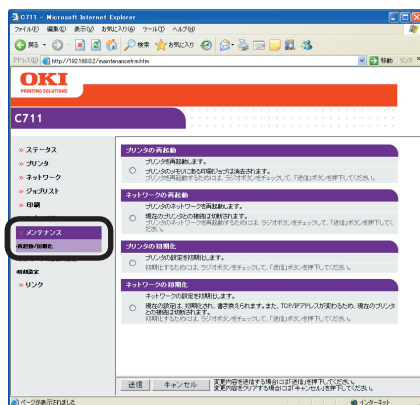 C711 - Microsoft Internet Explorer
ファイル(F) 編集(E) 表示(V) お気に入り(A) ツール(T) ヘルプ(H)
戻る 検索 お気に入り
アドレス(D) http://192.168.0.2/maintenancefrm.htm 移動 リンク
OKI
PRINTING SOLUTIONS
C711
» ステータス
» プリンタ
» ネットワーク
» ジョブリスト
» 印刷
» メンテナンス
・再起動/初期化
・時刻設定
» リンク
プリンタの再起動
プリンタを再起動します。
プリンタのメモリにある印刷ジョブは消去されます。
プリンタを再起動するためには、ラジオボタンをチェックして、「送信」ボタンを押下して下さい。
ネットワークの再起動
プリンタのネットワークを再起動します。
現在のプリンタとの接続は切断されます。
プリンタのネットワークを再起動するためには、ラジオボタンをチェックして、「送信」ボタンを押下してください。
プリンタの初期化
プリンタの設定を初期化します。
初期化するためには、ラジオボタンをチェックして、「送信」ボタンを押下して下さい。
ネットワークの初期化
ネットワークの設定を初期化します。
現在の設定は、初期化され、書き換えられます。また、TCP/IPアドレスが変わるため、現在のプリンタとの接続は切断されます。
初期化するためには、ラジオボタンをチェックして、「送信」ボタンを押下して下さい。
送信 キャンセル 変更内容を送信する場合には「送信」を押下して下さい。
変更内容をクリアする場合は「キャンセル」を押下して下さい。
ページが表示されました インターネット